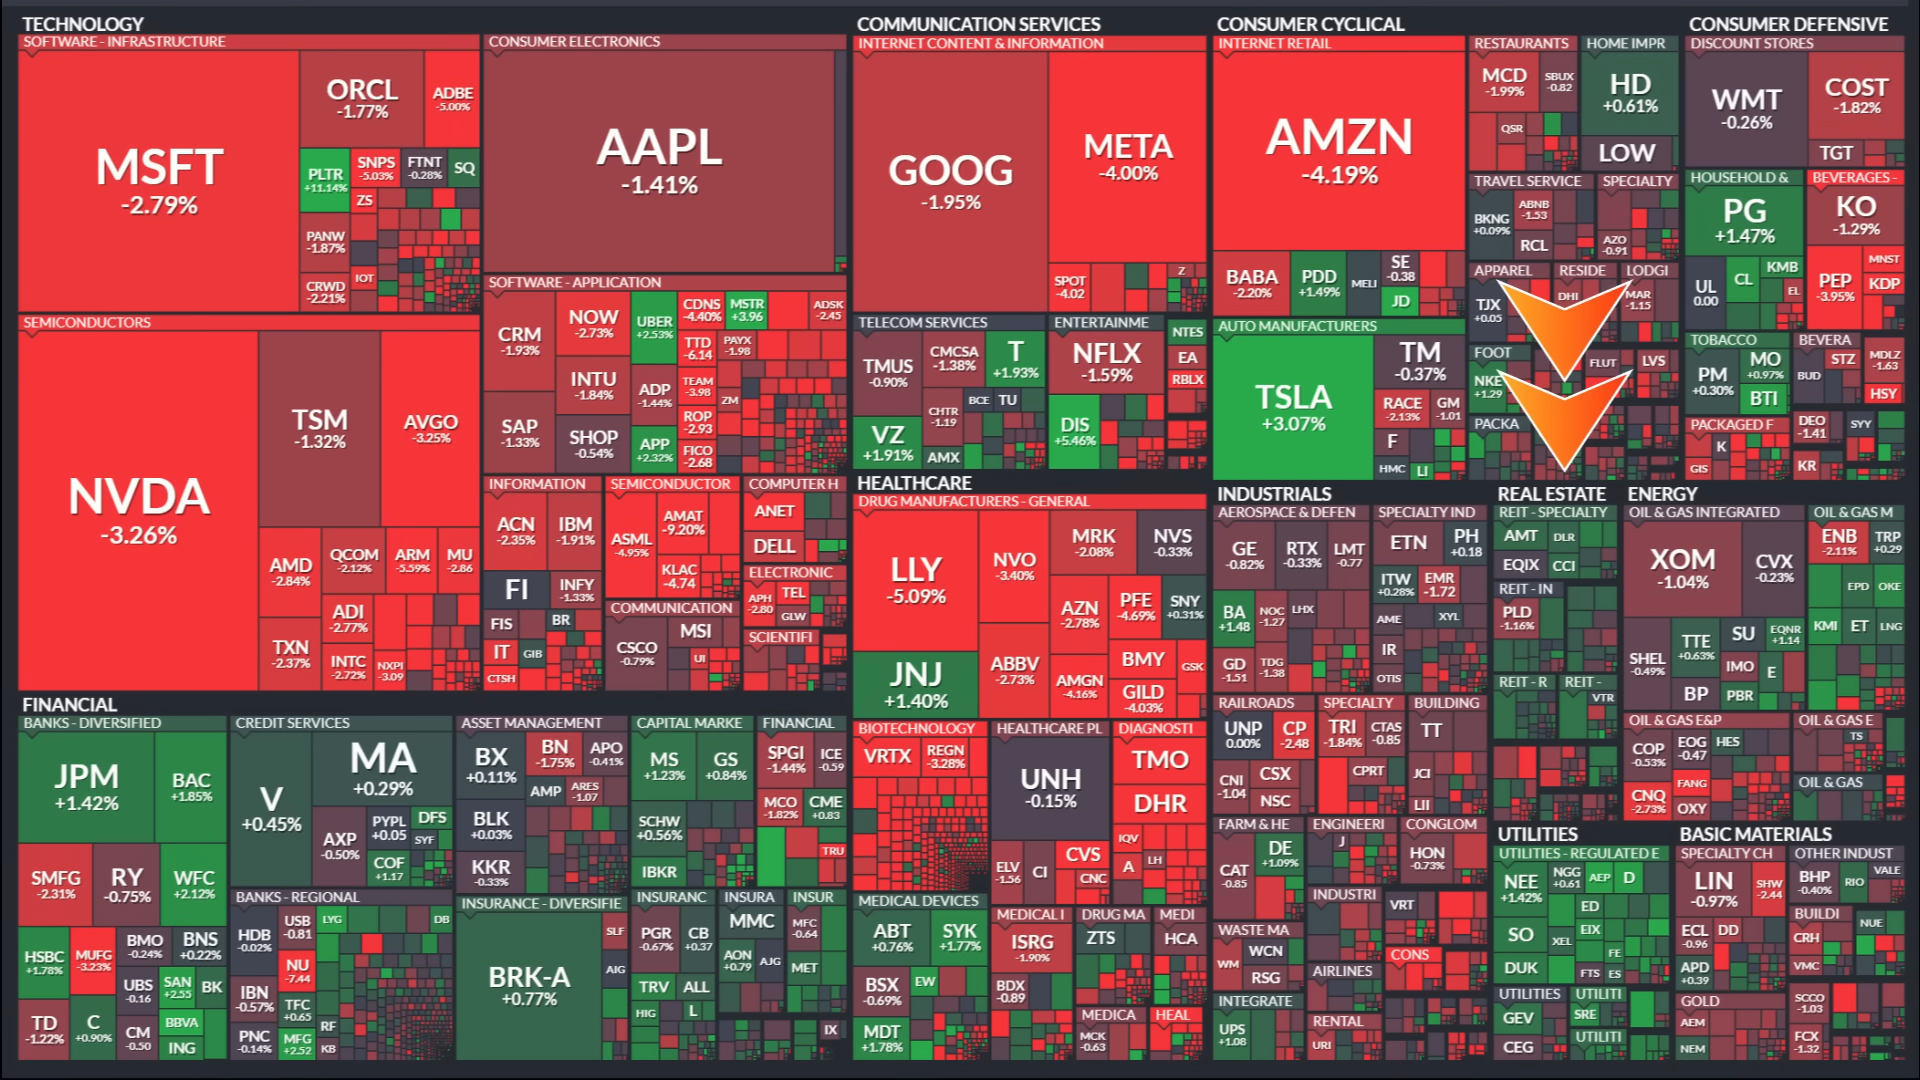 TECHNOLOGY
SOFTWARE - INFRASTRUCTURE
MSFT
-2.79%
ORCL
-1.77%
ADBE
-5.00%
PLTR
+11.14%
SNPS
-5.03%
FTNT
-0.28%
SQ
ZS
PANW
-1.87%
CRWD
-2.21%
IOT
CONSUMER ELECTRONICS
AAPL
-1.41%
SOFTWARE - APPLICATION
CRM
-1.93%
NOW
-2.73%
UBER
+2.53%
CDNS
-4.40%
MSTR
+3.96
ADSK
-2.45
TTD
-6.14
PAYX
-1.98
INTU
-1.84%
ADP
-1.44%
TEAM
-3.98
ZM
SAP
-1.33%
SHOP
-0.54%
ROP
-2.93
APP
+2.32%
FICO
-2.68
SEMICONDUCTORS
NVDA
-3.26%
TSM
-1.32%
AVGO
-3.25%
AMD
-2.84%
QCOM
-2.12%
ARM
-5.59%
MU
-2.86
TXN
-2.37%
ADI
-2.77%
INTC
-2.72%
NXPI
-3.09
INFORMATION
ACN
-2.35%
IBM
-1.91%
FI
INFY
-1.33%
FIS
BR
IT
GIB
CTSH
SEMICONDUCTOR
ASML
-4.95%
AMAT
-9.20%
KLAC
-4.74
COMMUNICATION
CSCO
-0.79%
MSI
UI
COMPUTER H
ANET
DELL
ELECTRONIC
APH
-2.80
TEL
GLW
SCIENTIFI
FINANCIAL
BANKS - DIVERSIFIED
JPM
+1.42%
BAC
+1.85%
SMFG
-2.31%
RY
-0.75%
WFC
+2.12%
HSBC
+1.78%
MUFG
-3.23%
BMO
-0.24%
BNS
+0.22%
UBS
-0.16
SAN
+2.55
BK
TD
-1.22%
C
+0.90%
CM
-0.50
BBVA
ING
CREDIT SERVICES
V
+0.45%
MA
+0.29%
AXP
-0.50%
PYPL
+0.05
DFS
SYF
COF
+1.17
BANKS - REGIONAL
HDB
-0.02%
USB
-0.81
LYG
DB
NU
-7.44
IBN
-0.57%
TFC
+0.65
PNC
-0.14%
MFG
+2.52
RF
KB
ASSET MANAGEMENT
BX
+0.11%
BN
-1.75%
APO
-0.41%
AMP
ARES
-1.07
BLK
+0.03%
KKR
-0.33%
INSURANCE - DIVERSIFIE
BRK-A
+0.77%
SLF
AIG
CAPITAL MARKE
MS
+1.23%
GS
+0.84%
SCHW
+0.56%
IBKR
FINANCIAL
SPGI
-1.44%
ICE
-0.59
MCO
-1.82%
CME
+0.83
TRU
INSURANC
PGR
-0.67%
CB
+0.37
TRV
ALL
HIG
L
INSURA
MMC
AON
+0.79
AJG
INSUR
MFC
-0.64
MET
IX
COMMUNICATION SERVICES
INTERNET CONTENT & INFORMATION
GOOG
-1.95%
META
-4.00%
SPOT
-4.02
Z
TELECOM SERVICES
TMUS
-0.90%
CMCSA
-1.38%
T
+1.93%
CHTR
-1.19
BCE
TU
VZ
+1.91%
AMX
ENTERTAINME
NFLX
-1.59%
DIS
+5.46%
NTES
EA
RBLX
HEALTHCARE
DRUG MANUFACTURERS - GENERAL
LLY
-5.09%
NVO
-3.40%
MRK
-2.08%
NVS
-0.33%
AZN
-2.78%
PFE
-4.69%
SNY
+0.31%
JNJ
+1.40%
ABBV
-2.73%
AMGN
-4.16%
BMY
GSK
GILD
-4.03%
BIOTECHNOLOGY
VRTX
REGN
-3.28%
HEALTHCARE PL
UNH
-0.15%
ELV
-1.56
CI
CVS
CNC
DIAGNOSTI
TMO
DHR
IQV
A
LH
MEDICAL DEVICES
ABT
+0.76%
SYK
+1.77%
BSX
-0.69%
EW
MDT
+1.78%
MEDICAL I
ISRG
-1.90%
BDX
-0.89
DRUG MA
ZTS
MEDI
HCA
MEDICA
MCK
-0.63
HEAL
CONSUMER CYCLICAL
INTERNET RETAIL
AMZN
-4.19%
BABA
-2.20%
PDD
+1.49%
MELI
SE
-0.38
JD
AUTO MANUFACTURERS
TSLA
+3.07%
TM
-0.37%
RACE
-2.13%
GM
-1.01
F
HMC
LI
RESTAURANTS
MCD
-1.99%
SBUX
-0.82
QSR
HOME IMPR
HD
+0.61%
LOW
TRAVEL SERVICE
BKNG
+0.09%
ABNB
-1.53
RCL
SPECIALTY
AZO
-0.91
APPAREL
TJX
+0.05
RESIDE
DHI
LODGI
MAR
-1.15
FOOT
NKE
+1.29
FLUT
LVS
PACKA
CONSUMER DEFENSIVE
DISCOUNT STORES
WMT
-0.26%
COST
-1.82%
TGT
HOUSEHOLD &
PG
+1.47%
UL
0.00
CL
KMB
EL
BEVERAGES -
KO
-1.29%
PEP
-3.95%
MNST
KDP
TOBACCO
PM
+0.30%
MO
+0.97%
BTI
BEVERA
BUD
STZ
MDLZ
-1.63
HSY
PACKAGED F
K
GIS
DEO
-1.41
SYY
KR
INDUSTRIALS
AEROSPACE & DEFEN
GE
-0.82%
RTX
-0.33%
LMT
-0.77
BA
+1.48
NOC
-1.27
LHX
GD
-1.51
TDG
-1.38
SPECIALTY IND
ETN
PH
+0.18
ITW
+0.28%
EMR
-1.72
AME
XYL
IR
OTIS
RAILROADS
UNP
0.00%
CP
-2.48
CNI
-1.04
CSX
NSC
SPECIALTY
TRI
-1.84%
CTAS
-0.85
CPRT
BUILDING
TT
JCI
LII
FARM & HE
CAT
-0.85
DE
+1.09%
ENGINEERI
J
CONGLOM
HON
-0.73%
INDUSTRI
VRT
WASTE MA
WM
WCN
RSG
AIRLINES
CONS
INTEGRATE
UPS
+1.08
RENTAL
URI
REAL ESTATE
REIT - SPECIALTY
AMT
DLR
EQIX
CCI
REIT - IN
PLD
-1.16%
REIT - R
REIT -
VTR
ENERGY
OIL & GAS INTEGRATED
XOM
-1.04%
CVX
-0.23%
SHEL
-0.49%
TTE
+0.63%
SU
EQNR
+1.14
IMO
E
BP
PBR
OIL & GAS M
ENB
-2.11%
TRP
+0.29
EPD
OKE
KMI
ET
LNG
OIL & GAS E&P
COP
-0.53%
EOG
-0.47
HES
FANG
CNQ
-2.73%
OXY
OIL & GAS E
TS
OIL & GAS
UTILITIES
UTILITIES - REGULATED E
NEE
+1.42%
NGG
+0.61
AEP
D
ED
SO
XEL
EIX
FE
DUK
FTS
ES
UTILITIES
GEV
CEG
UTILITI
SRE
UTILITI
BASIC MATERIALS
SPECIALTY CH
LIN
-0.97%
SHW
-2.44
ECL
-0.96
DD
APD
+0.39
GOLD
AEM
NEM
OTHER INDUST
BHP
-0.40%
RIO
VALE
BUILDI
CRH
VMC
NUE
SCCO
-1.03
FCX
-1.32